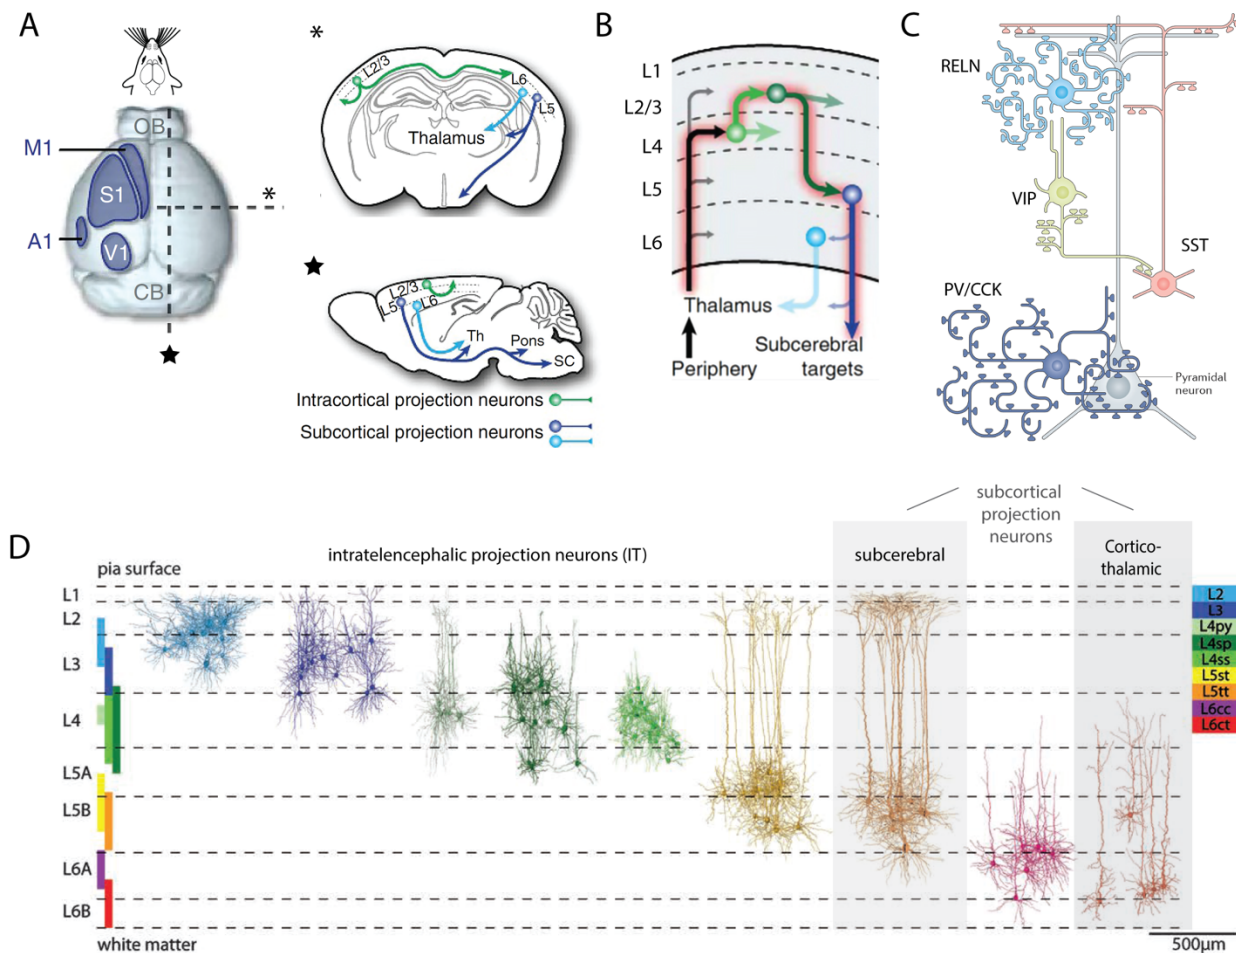 A
OB
M1
S1
A1
V1
CB
*
★
*
L2/3
L6
L5
Thalamus
★
L2/3
L5
L6
Th
Pons
SC
Intracortical projection neurons
Subcortical projection neurons
B
L1
L2/3
L4
L5
L6
Thalamus
Periphery
Subcerebral
targets
C
RELN
VIP
SST
PV/CCK
Pyramidal
neuron
D
subcortical
projection
neurons
intratelencephalic projection neurons (IT)
subcerebral
Cortico-
thalamic
pia surface
L1
L2
L3
L4
L5A
L5B
L6A
L6B
white matter
L2
L3
L4py
L4sp
L4ss
L5st
L5tt
L6cc
L6ct
500µm